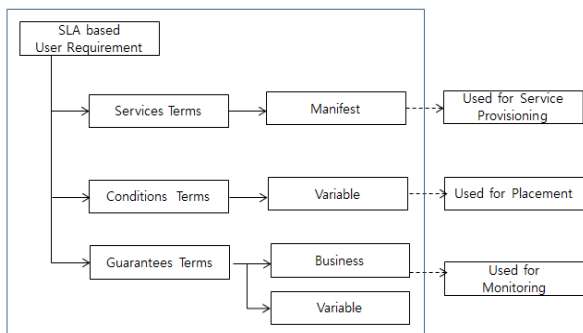 SLA based
User Requirement
Services Terms
Manifest
Used for Service
Provisioning
Conditions Terms
Variable
Used for Placement
Guarantees Terms
Business
Used for
Monitoring
Variable